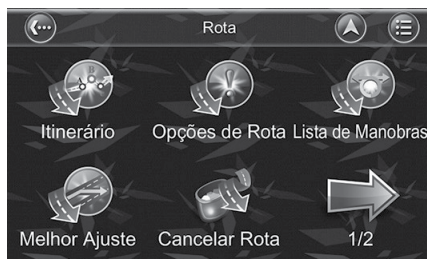 Rota
Itinerário Opções de Rota Lista de Manobras
Melhor Ajuste Cancelar Rota 1/2